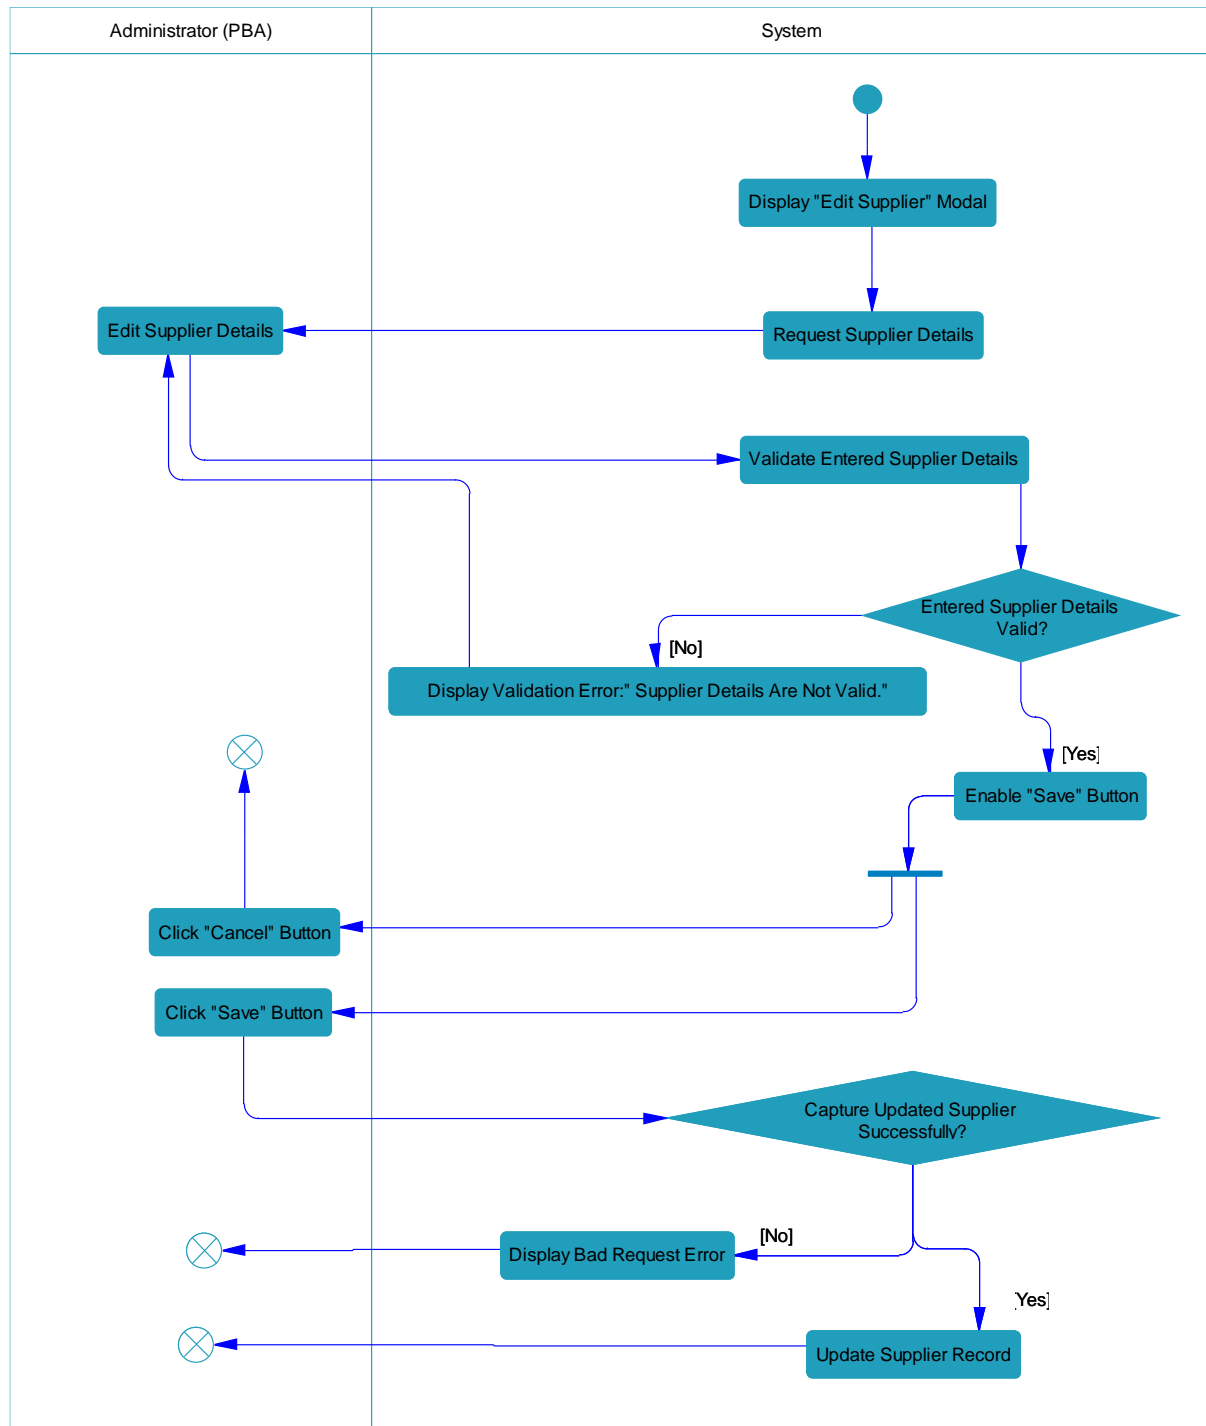 Administrator (PBA)
System
Display "Edit Supplier" Modal
Edit Supplier Details
Request Supplier Details
Validate Entered Supplier Details
Entered Supplier Details
Valid?
[No]
Display Validation Error:" Supplier Details Are Not Valid."
[Yes]
Enable "Save" Button
Click "Cancel" Button
Click "Save" Button
Capture Updated Supplier
Successfully?
[No]
Display Bad Request Error
[Yes]
Update Supplier Record